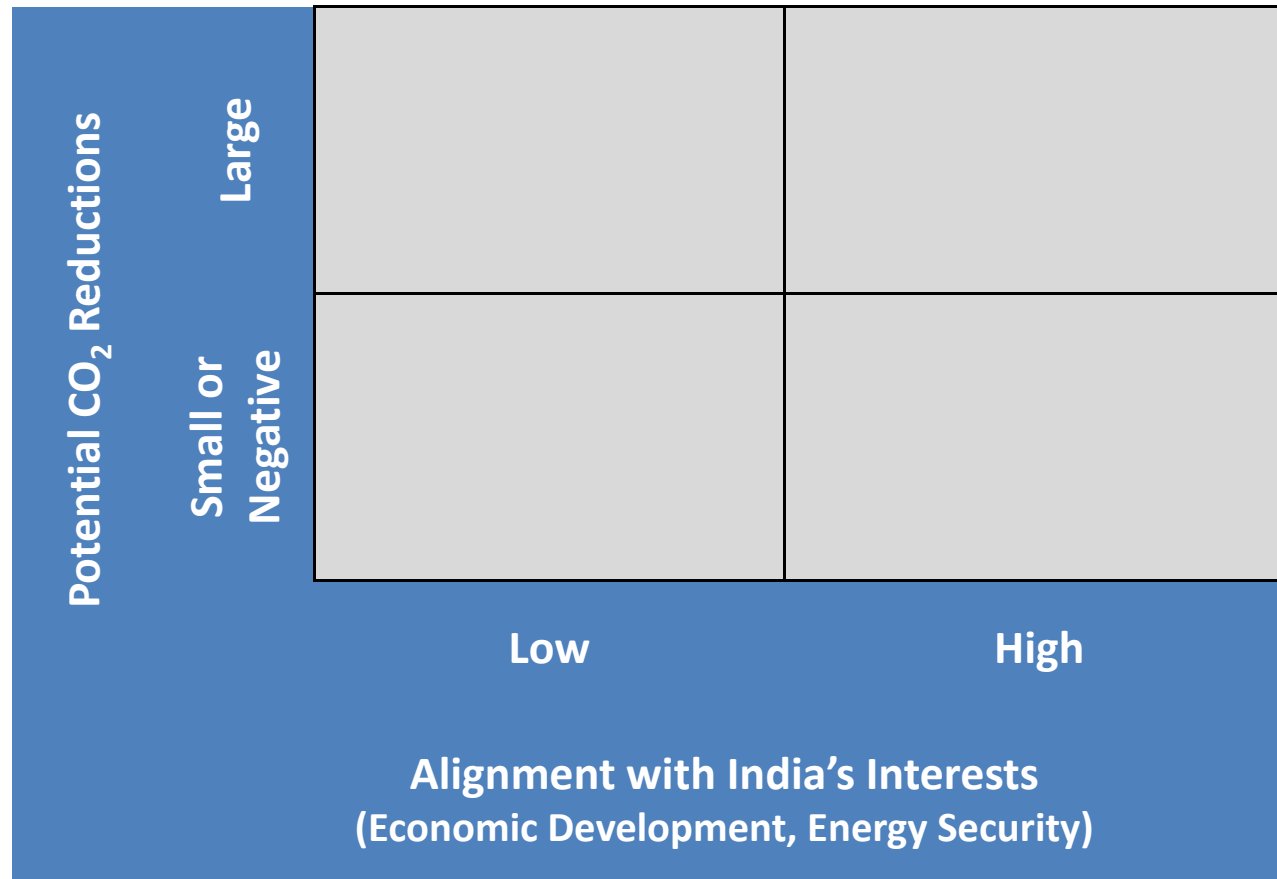 Potential CO₂ Reductions
Large
Small or
Negative
Low
High
Alignment with India’s Interests
(Economic Development, Energy Security)